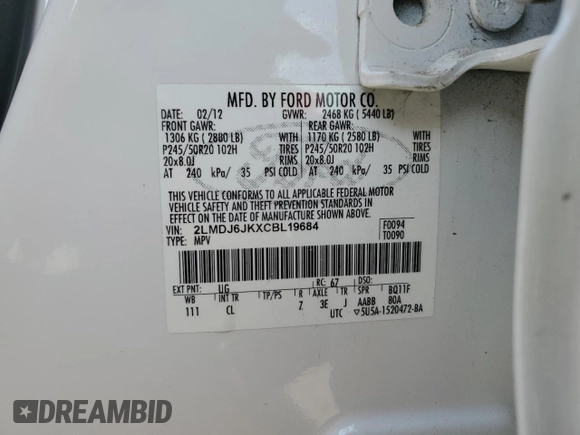 MFD. BY FORD MOTOR CO.
DATE: 02/12 GVWR: 2468 KG ( 5440 LB)
FRONT GAWR: REAR GAWR:
1306 KG ( 2880 LB) WITH 1170 KG ( 2580 LB) WITH
P245/50R20 102H TIRES P245/50R20 102H TIRES
20x8.0J RIMS 20x8.0J RIMS
AT 240 kPa/ 35 PSI COLD AT 240 kPa/ 35 PSI COLD
THIS VEHICLE CONFORMS TO ALL APPLICABLE FEDERAL MOTOR
VEHICLE SAFETY AND THEFT PREVENTION STANDARDS IN
EFFECT ON THE DATE OF MANUFACTURE SHOWN ABOVE.
VIN: 2LMDJ6JKXCBL19684 F0094
TYPE: MPV T0090
EXT PNT: UG RC: 67 DSO:
WB INT TR TP/PS R AXLE TR SPR BQ11F
111 CL Z 3E J AABB 80A
UTC ▽5U5A-1520472-BA
DREAMBID